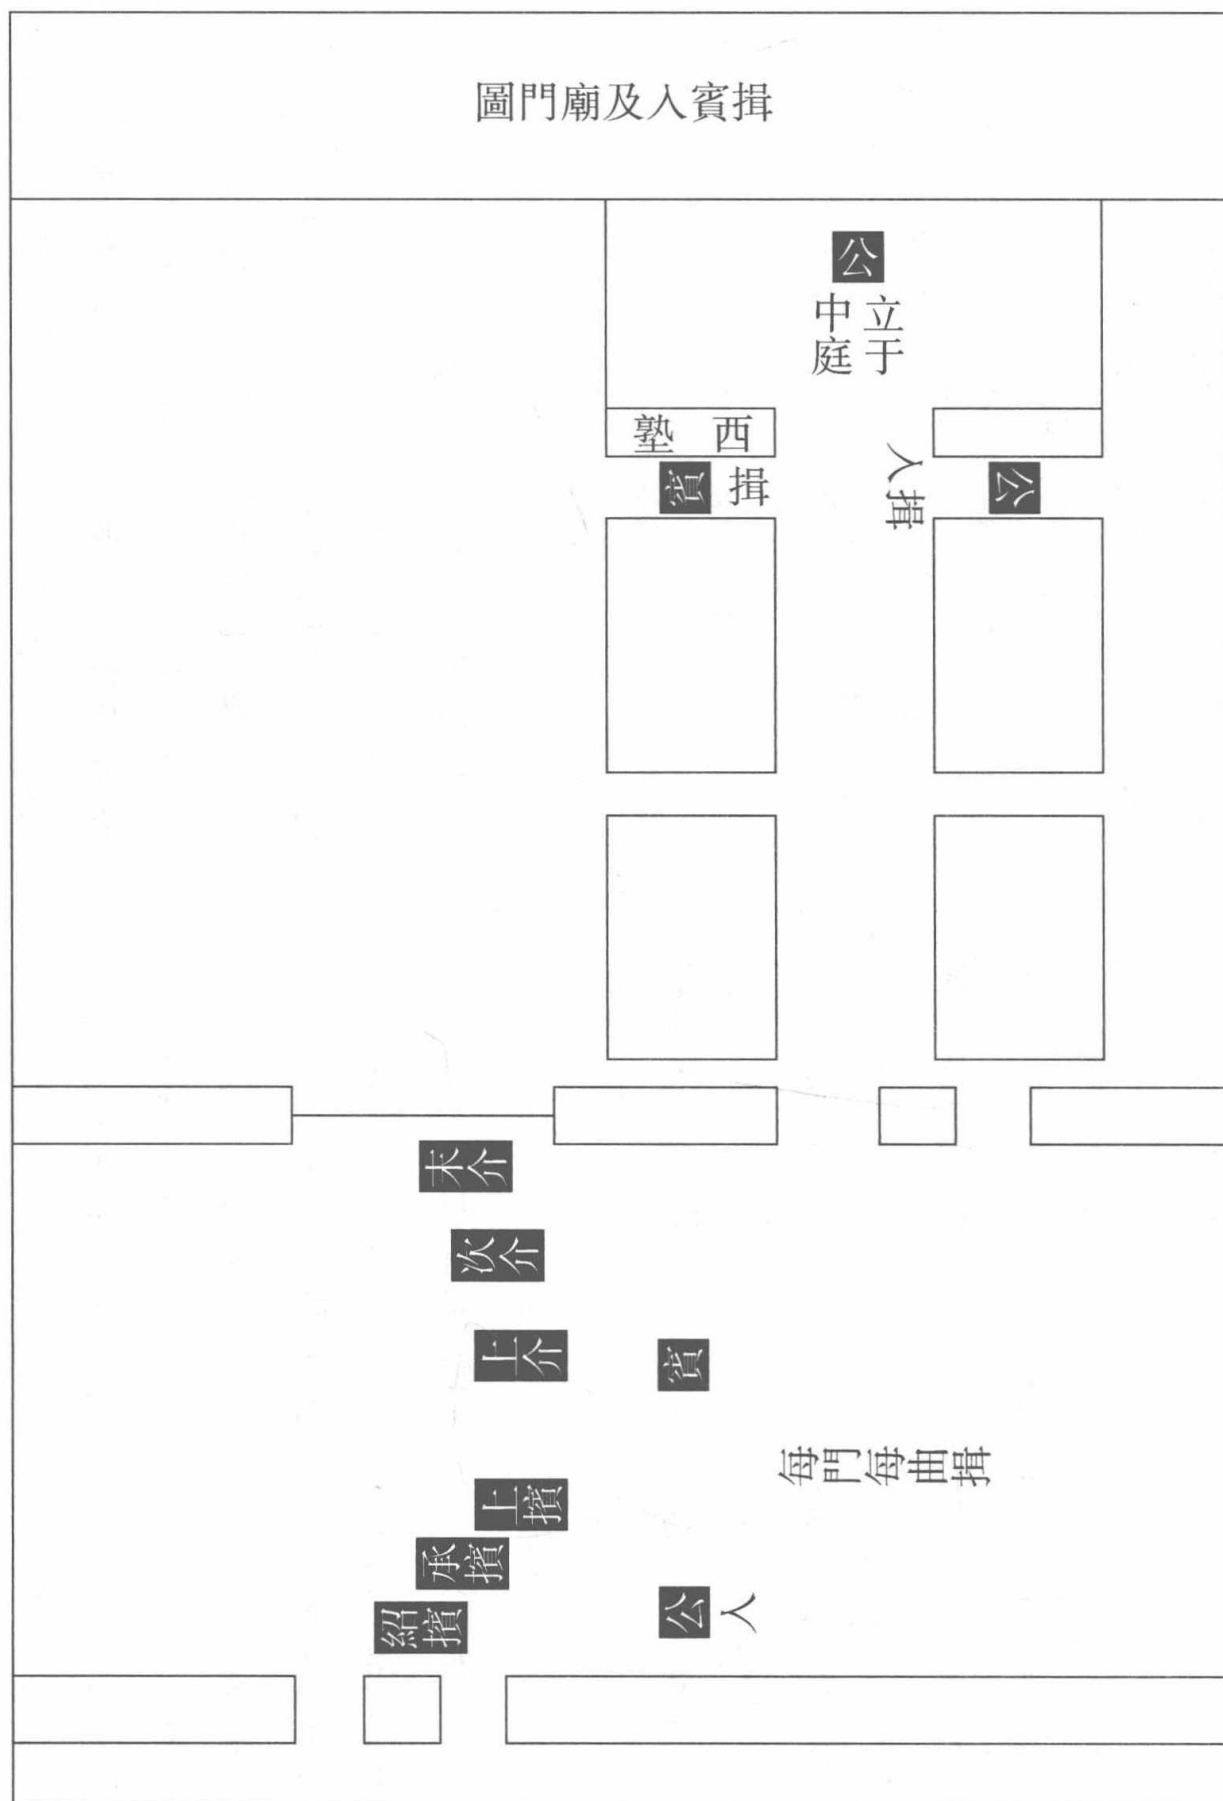 揖賓入及廟門圖
公
立于
中庭
西塾
賓
揖
公
揖入
末介
次介
上介
賓
每門每曲揖
上擯
承擯
紹擯
公
入